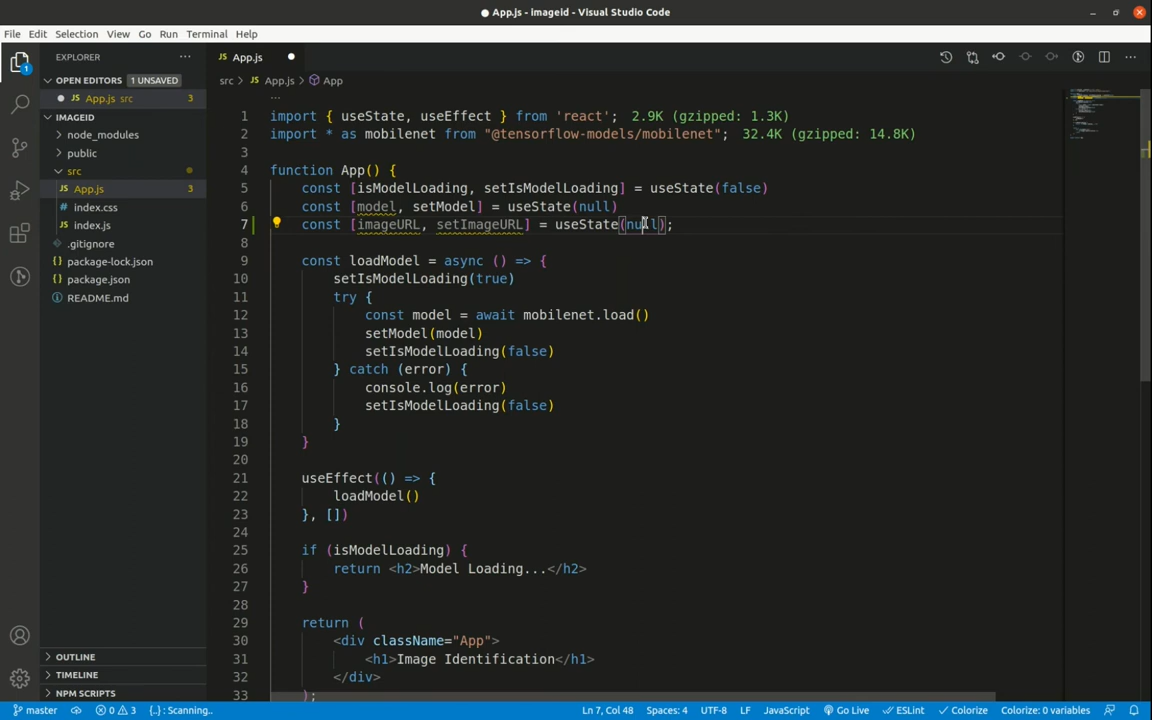 App.js - imageid - Visual Studio Code
File Edit Selection View Go Run Terminal Help
EXPLORER
OPEN EDITORS 1 UNSAVED
App.js src 3
IMAGEID
node_modules
public
src
JS App.js 3
index.css
JS index.js
.gitignore
package-lock.json
package.json
README.md
OUTLINE
TIMELINE
NPM SCRIPTS
1
JS App.js
src > JS App.js > App
1 import { useState, useEffect } from 'react'; 2.9K (gzipped: 1.3K)
2 import * as mobilenet from "@tensorflow-models/mobilenet"; 32.4K (gzipped: 14.8K)
3
4 function App() {
5 const [isModelLoading, setIsModelLoading] = useState(false)
6 const [model, setModel] = useState(null)
7 const [imageURL, setImageURL] = useState(null);
8
9 const loadModel = async () => {
10 setIsModelLoading(true)
11 try {
12 const model = await mobilenet.load()
13 setModel(model)
14 setIsModelLoading(false)
15 } catch (error) {
16 console.log(error)
17 setIsModelLoading(false)
18 }
19 }
20
21 useEffect(() => {
22 loadModel()
23 }, [])
24
25 if (isModelLoading) {
26 return <h2>Model Loading...</h2>
27 }
28
29 return (
30 <div className="App">
31 <h1>Image Identification</h1>
32 </div>
33 );
master 0 3 {..} : Scanning.. Ln 7, Col 48 Spaces: 4 UTF-8 LF JavaScript Go Live ESLint Colorize Colorize: 0 variables